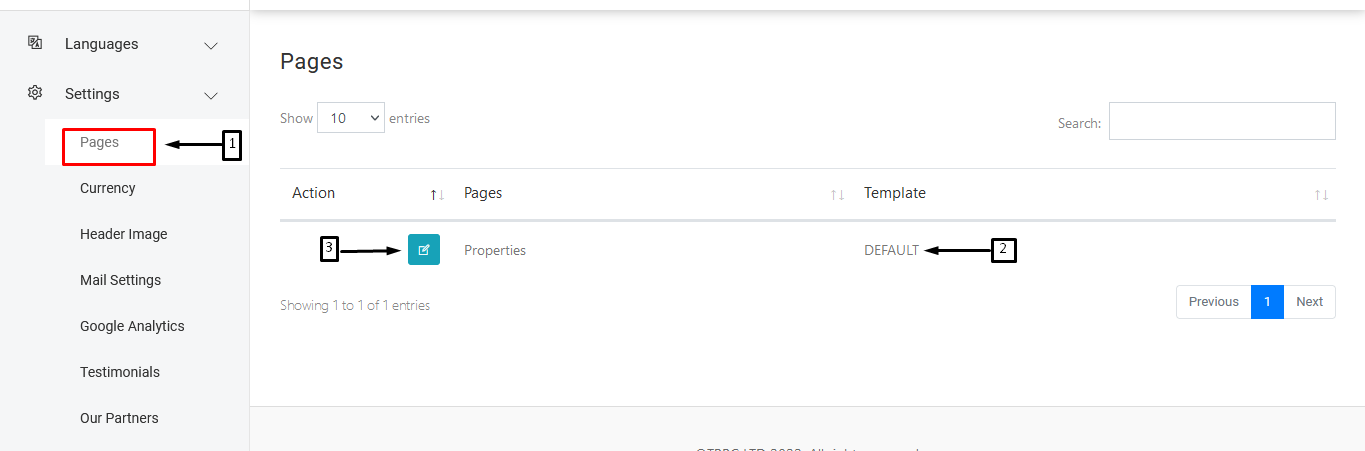 Languages
Settings
Pages
1
Currency
Header Image
Mail Settings
Google Analytics
Testimonials
Our Partners
Pages
Show 10 entries
Search:
Action Pages Template
3 Properties DEFAULT 2
Showing 1 to 1 of 1 entries
Previous 1 Next